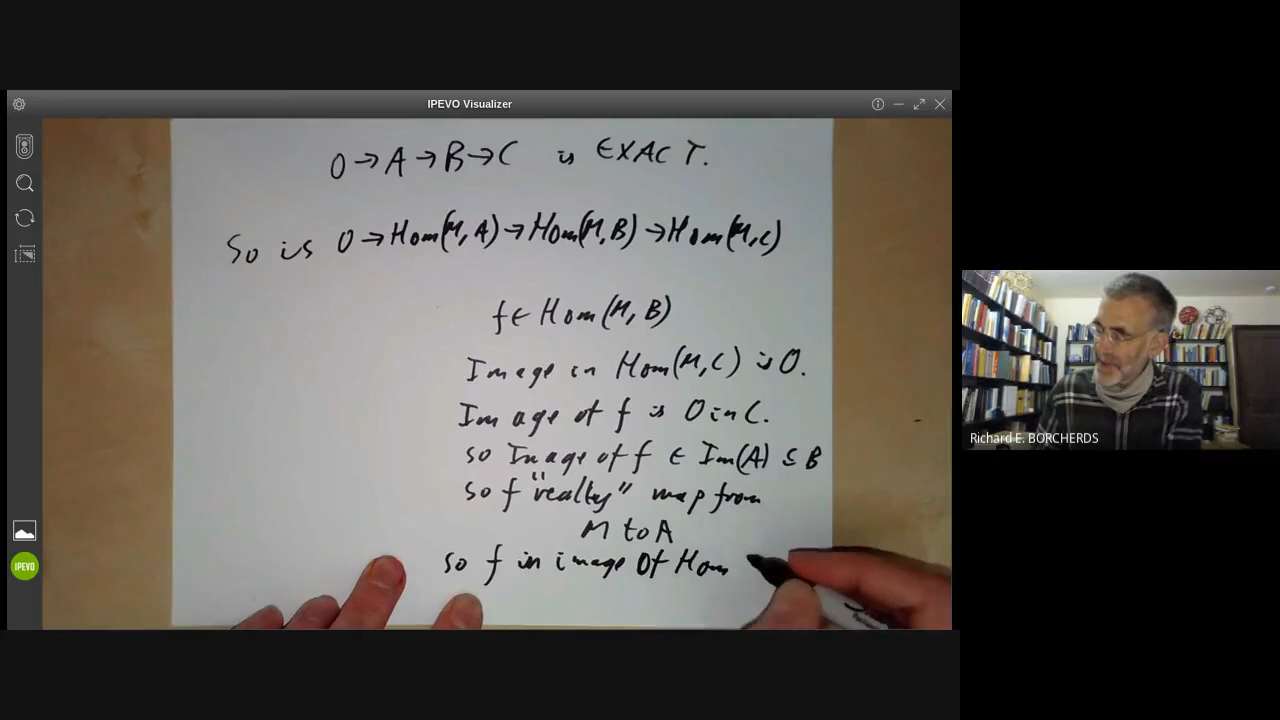 IPEVO Visualizer
0 → A → B → C is EXACT.
So is 0 → Hom(M, A) → Hom(M, B) → Hom(M, C)
f ∈ Hom(M, B)
Image in Hom(M, C) is 0.
Image of f is 0 in C.
so Image of f ∈ Im(A) ⊆ B
so f "really" map from
M to A
so f in image of Hom
Richard E. BORCHERDS
IPEVO